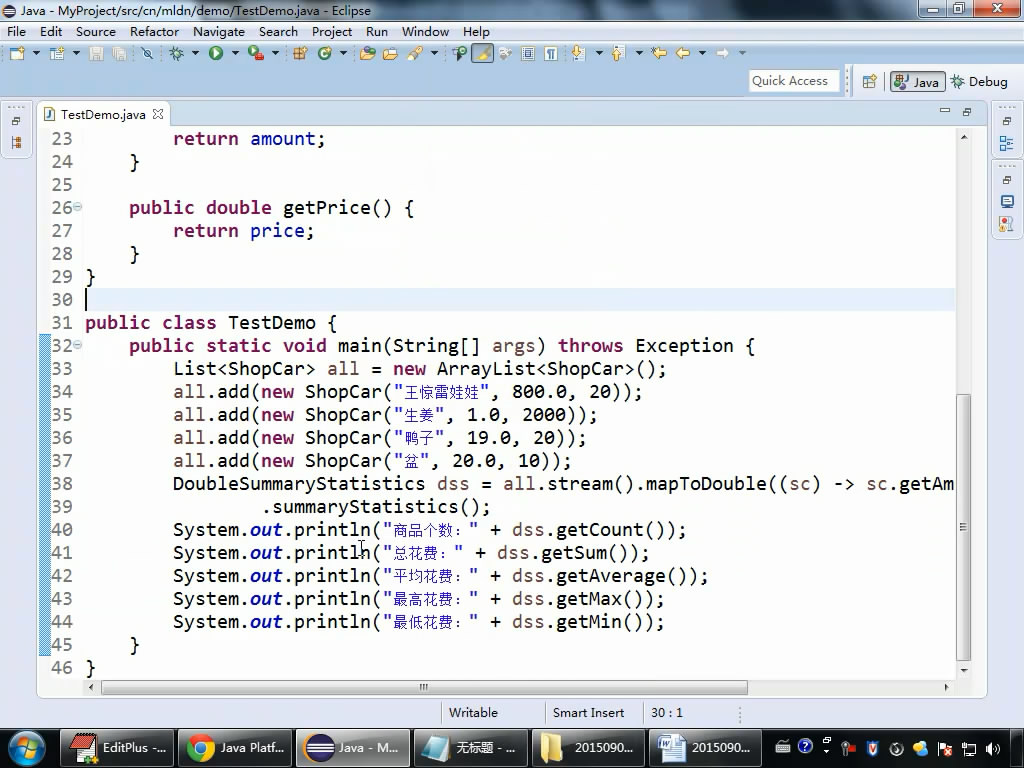 Java - MyProject/src/cn/mldn/demo/TestDemo.java - Eclipse
File Edit Source Refactor Navigate Search Project Run Window Help
Quick Access
Java
Debug
TestDemo.java
23 return amount;
24 }
25
26 public double getPrice() {
27 return price;
28 }
29 }
30
31 public class TestDemo {
32 public static void main(String[] args) throws Exception {
33 List<ShopCar> all = new ArrayList<ShopCar>();
34 all.add(new ShopCar("王惊雷娃娃", 800.0, 20));
35 all.add(new ShopCar("生姜", 1.0, 2000));
36 all.add(new ShopCar("鸭子", 19.0, 20));
37 all.add(new ShopCar("盆", 20.0, 10));
38 DoubleSummaryStatistics dss = all.stream().mapToDouble((sc) -> sc.getAm
39 .summaryStatistics();
40 System.out.println("商品个数：" + dss.getCount());
41 System.out.println("总花费：" + dss.getSum());
42 System.out.println("平均花费：" + dss.getAverage());
43 System.out.println("最高花费：" + dss.getMax());
44 System.out.println("最低花费：" + dss.getMin());
45 }
46 }
Writable
Smart Insert
30 : 1
EditPlus -...
Java Platf...
Java - M...
无标题 - ...
2015090...
2015090...